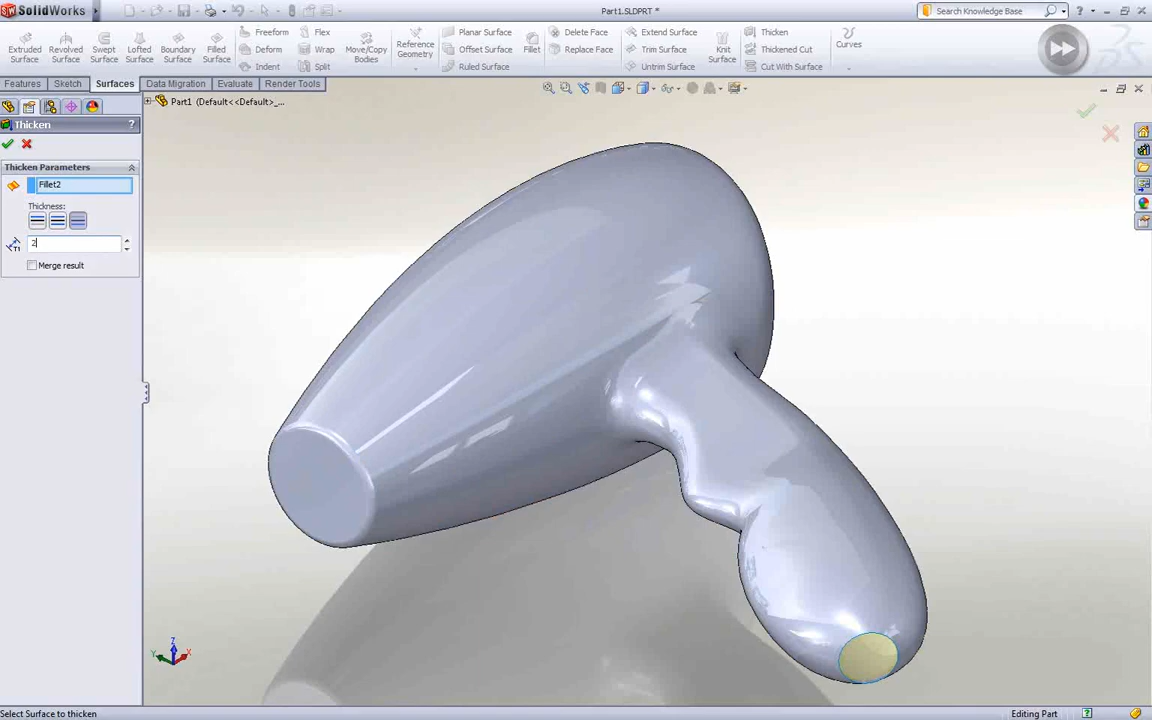 SolidWorks
Part1.SLDPRT *
Search Knowledge Base
Extruded Surface
Revolved Surface
Swept Surface
Lofted Surface
Boundary Surface
Filled Surface
Freeform
Deform
Indent
Flex
Wrap
Split
Move/Copy Bodies
Reference Geometry
Planar Surface
Offset Surface
Ruled Surface
Fillet
Delete Face
Replace Face
Extend Surface
Trim Surface
Untrim Surface
Knit Surface
Thicken
Thickened Cut
Cut With Surface
Curves
Features
Sketch
Surfaces
Data Migration
Evaluate
Render Tools
Part1 (Default<<Default>_...
Thicken
?
Thicken Parameters
Fillet2
Thickness:
T1
2
Merge result
Z
Y
X
Select Surface to thicken
Editing Part